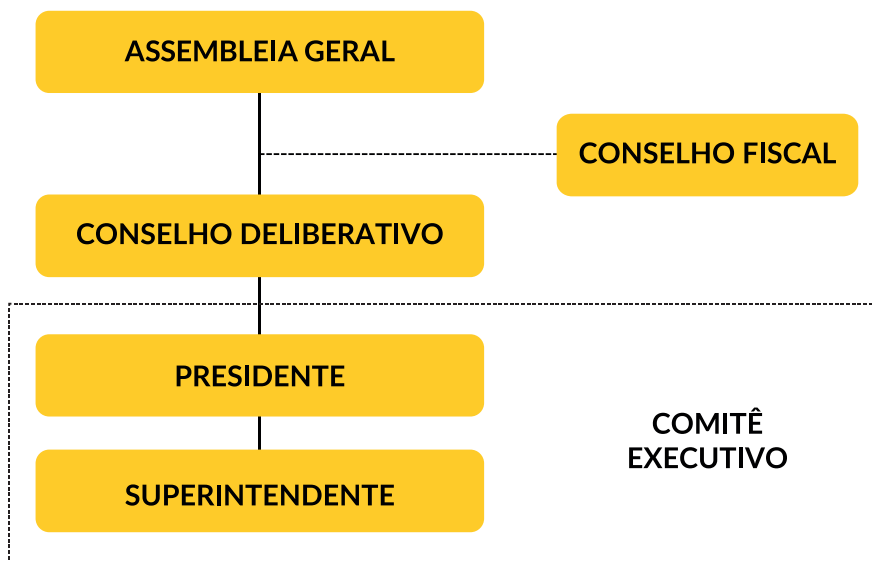 ASSEMBLEIA GERAL
CONSELHO FISCAL
CONSELHO DELIBERATIVO
PRESIDENTE
COMITÊ
EXECUTIVO
SUPERINTENDENTE